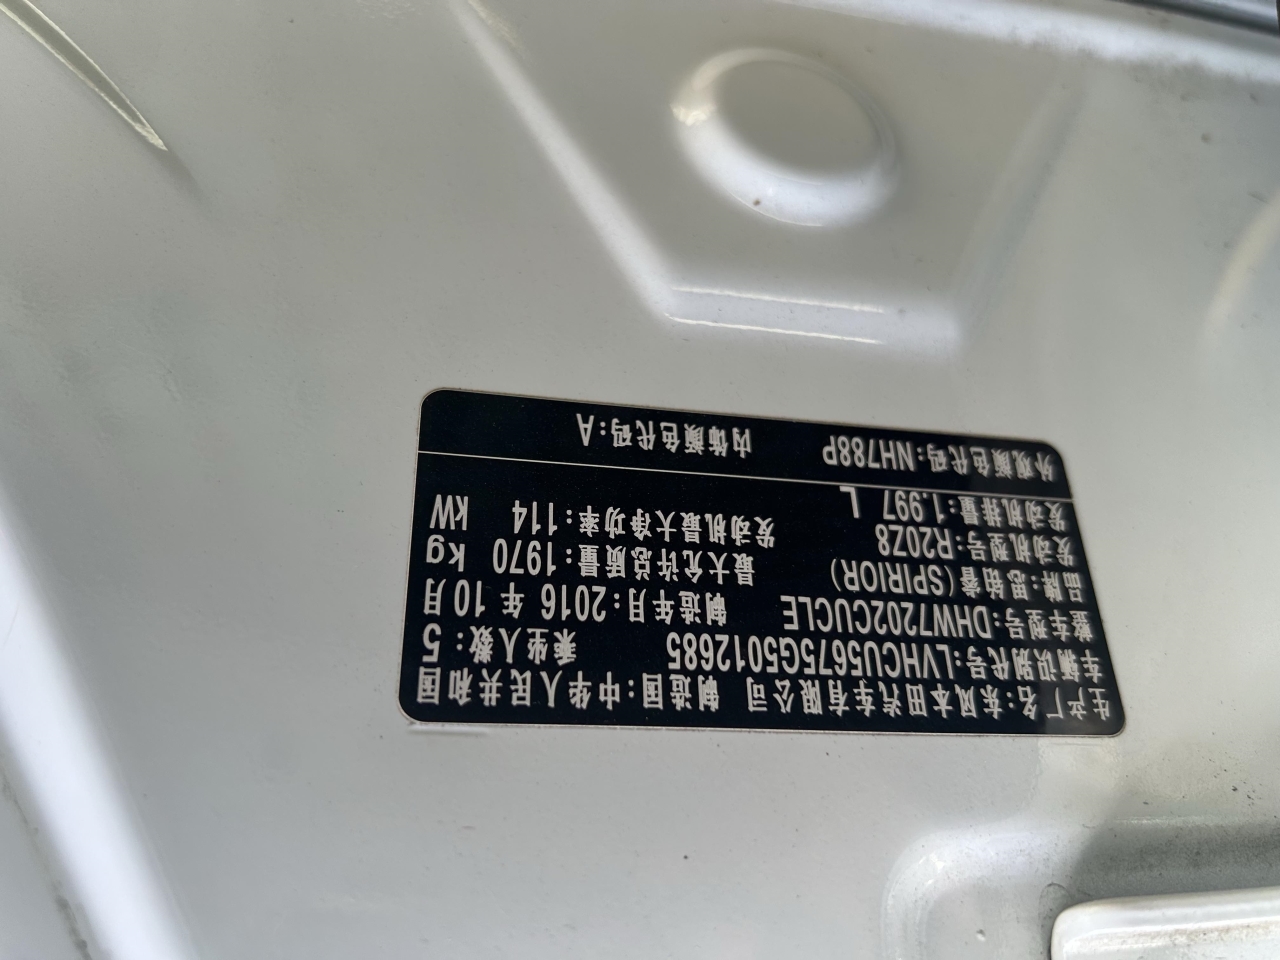 生产厂名:东风本田汽车有限公司 制造国:中华人民共和国
车辆识别代号:LVHCU5675G5012685 乘坐人数:5
整车型号:DHW7202CUCLE 制造年月:2016 年 10 月
品牌:思铂睿(SPIRIOR) 最大允许总质量:1970 kg
发动机型号:R20Z8 发动机最大净功率:114 kW
发动机排量:1.997 L
外观颜色代码:NH788P 内饰颜色代码:A